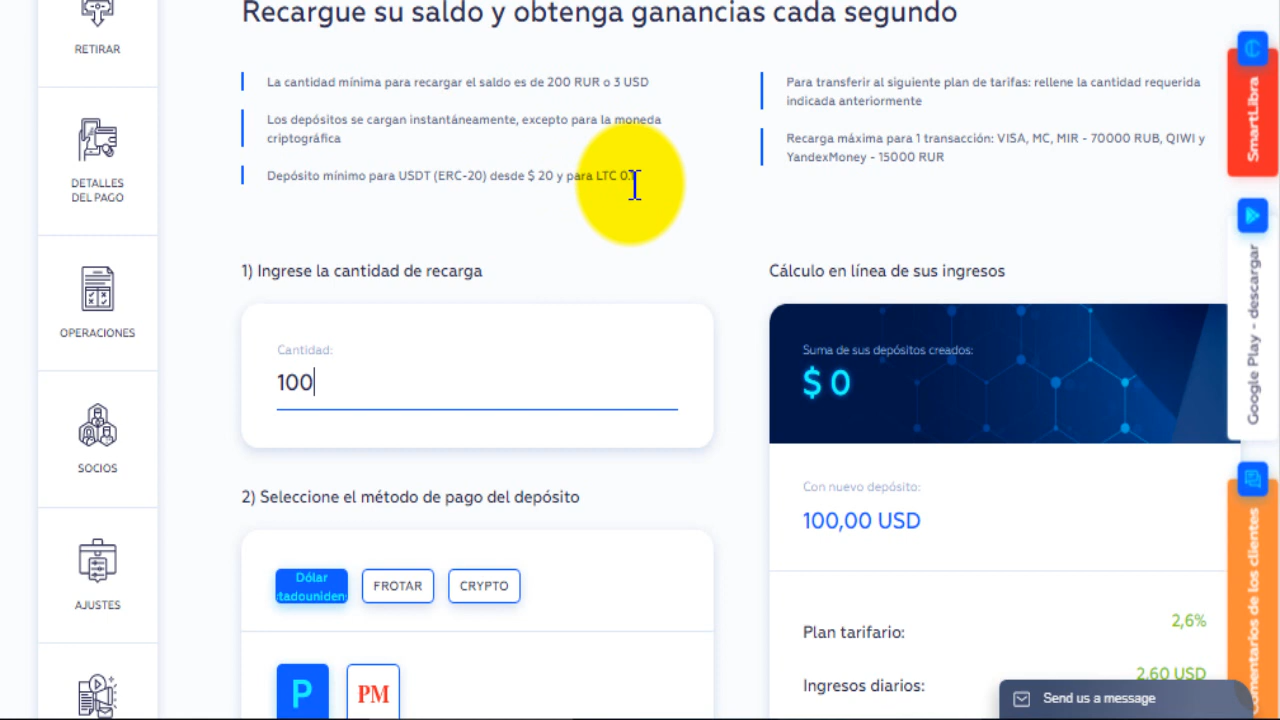 Recargue su saldo y obtenga ganancias cada segundo
RETIRAR
La cantidad mínima para recargar el saldo es de 200 RUR o 3 USD
Los depósitos se cargan instantáneamente, excepto para la moneda
criptográfica
Depósito mínimo para USDT (ERC-20) desde $ 20 y para LTC
Para transferir al siguiente plan de tarifas: rellene la cantidad requerida
indicada anteriormente
Recarga máxima para 1 transacción: VISA, MC, MIR - 70000 RUB, QIWI y
YandexMoney - 15000 RUR
SmartLibra
DETALLES
DEL PAGO
1) Ingrese la cantidad de recarga
Cálculo en línea de sus ingresos
Google Play - descargar
OPERACIONES
Cantidad:
100
Suma de sus depósitos creados:
$ 0
SOCIOS
2) Seleccione el método de pago del depósito
Con nuevo depósito:
100,00 USD
de los clientes
AJUSTES
Dólar
tadouniden
FROTAR
CRYPTO
Plan tarifario:
2,6%
Ingresos diarios:
2,60 USD
P
PM
Send us a message